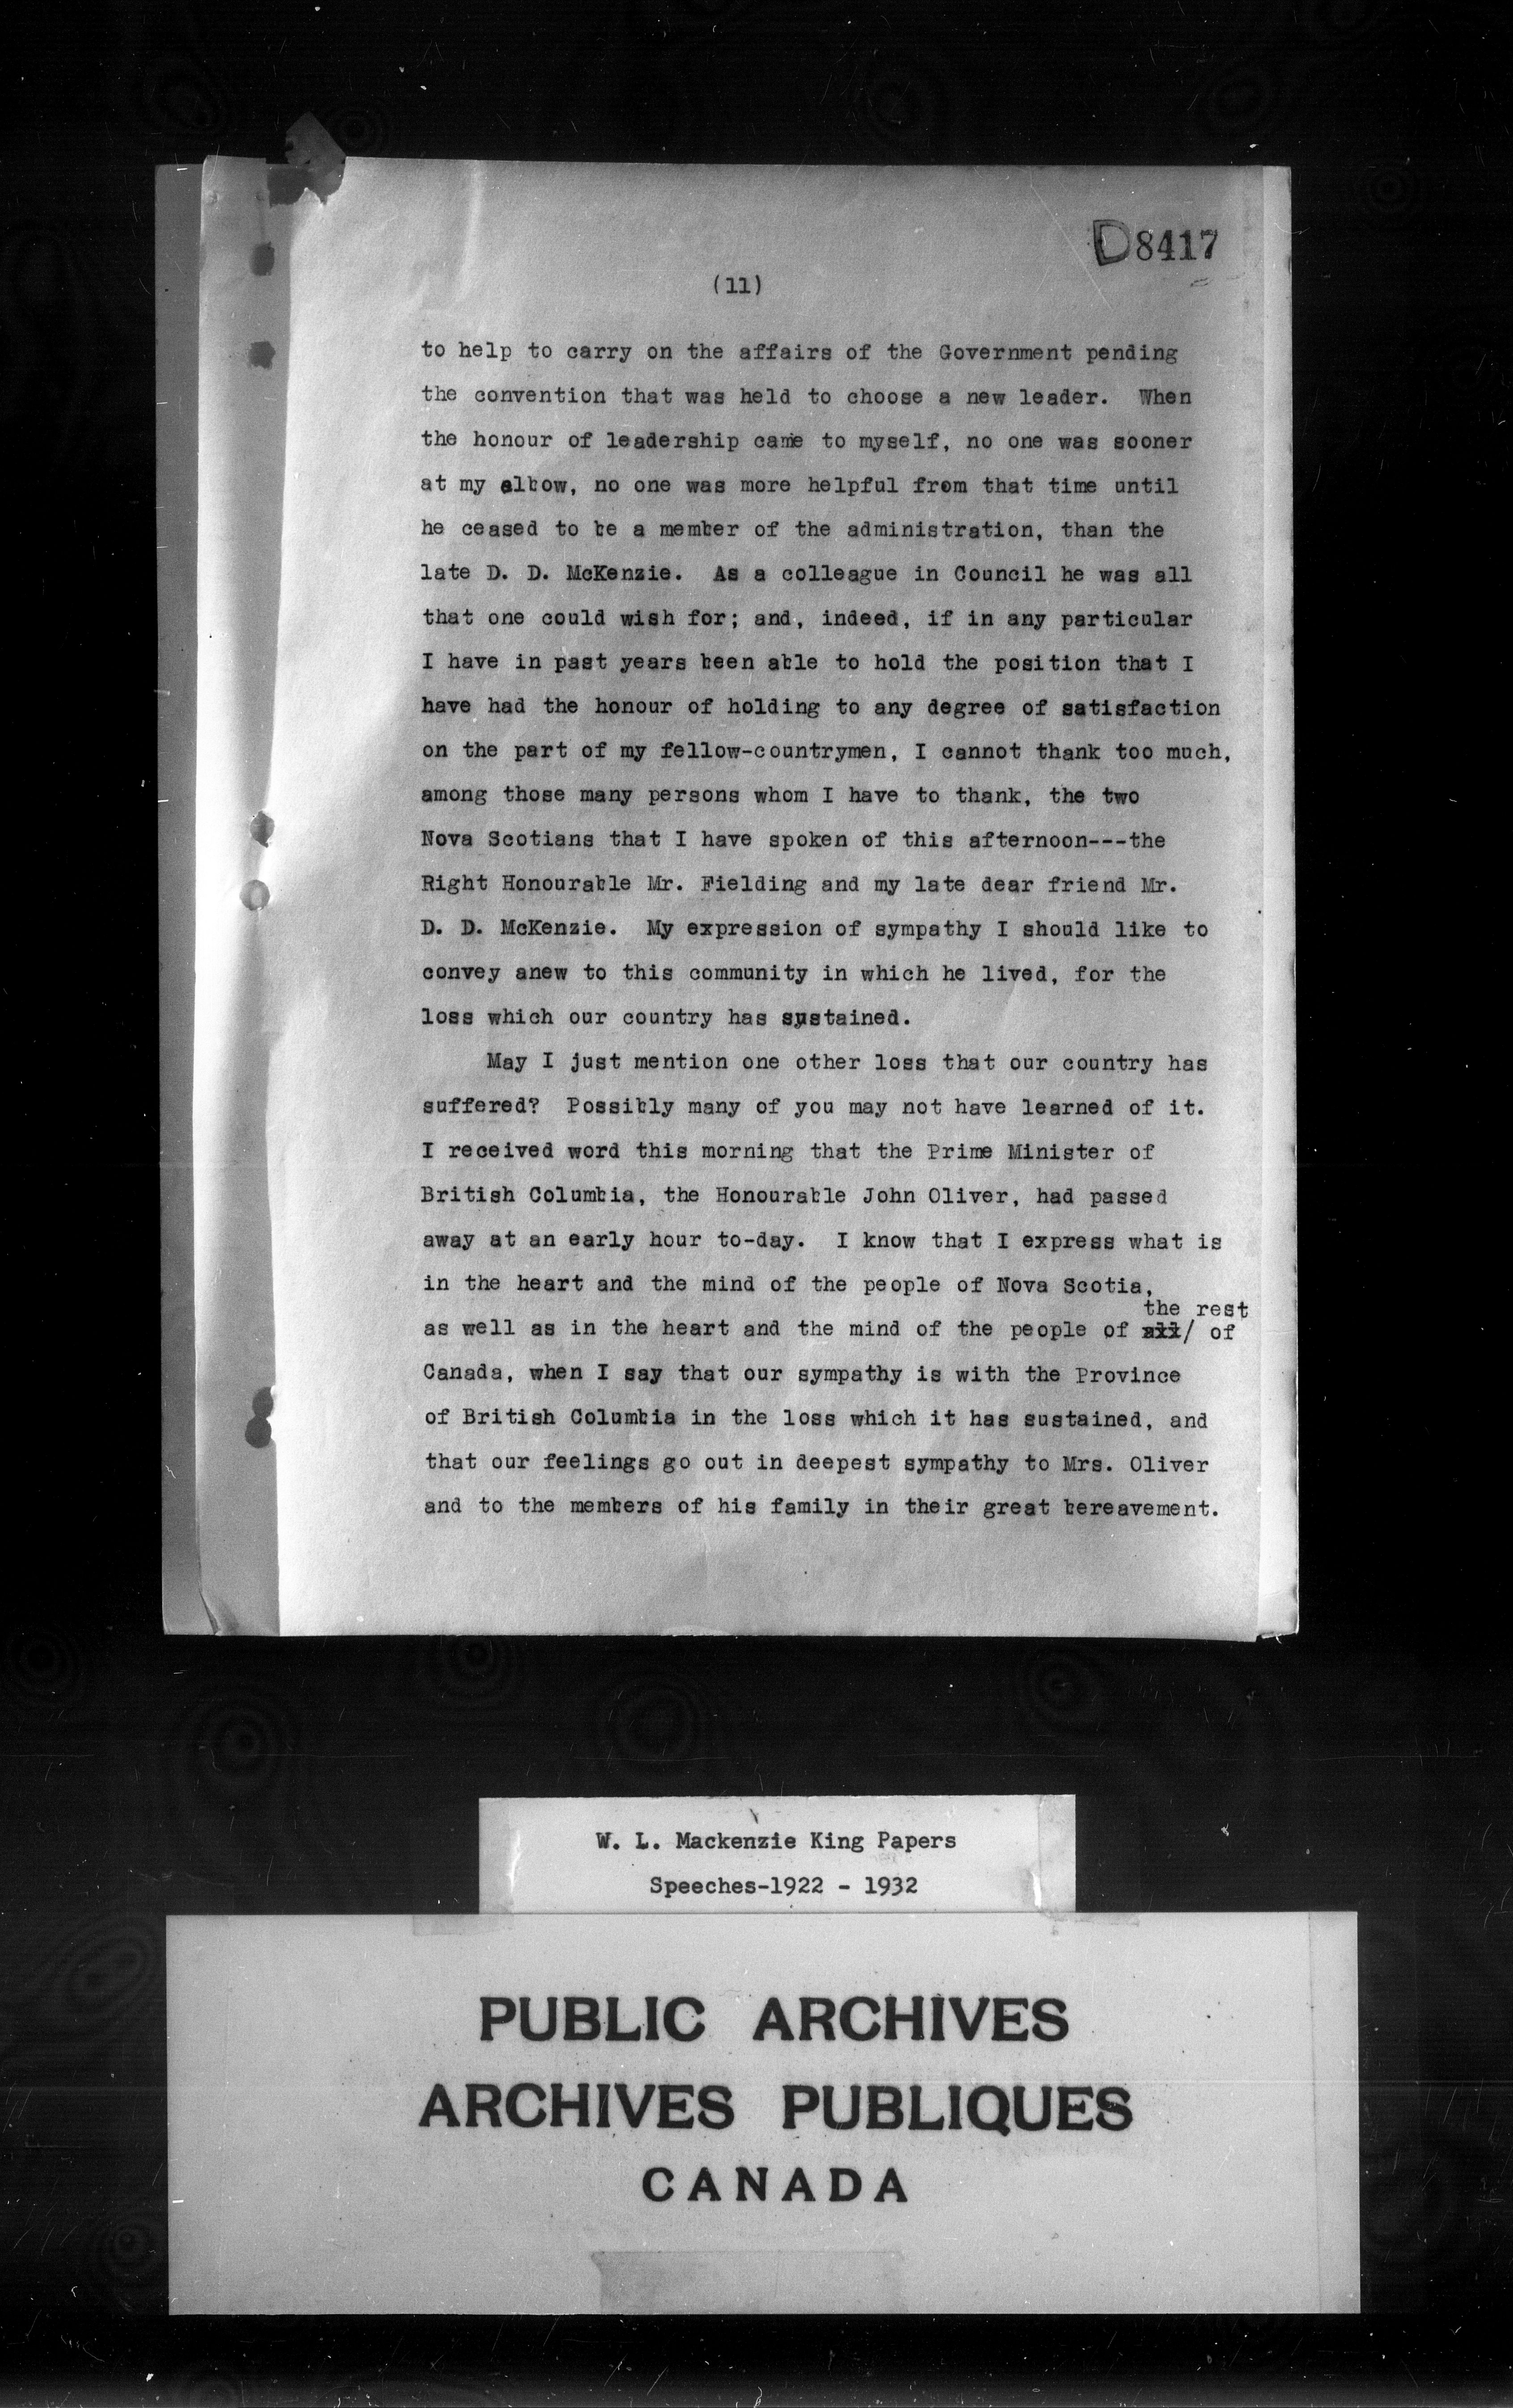 D8417
(11)
to help to carry on the affairs of the Government pending
the convention that was held to choose a new leader. When
the honour of leadership came to myself, no one was sooner
at my elbow, no one was more helpful from that time until
he ceased to be a member of the administration, than the
late D. D. McKenzie. As a colleague in Council he was all
that one could wish for; and, indeed, if in any particular
I have in past years been able to hold the position that I
have had the honour of holding to any degree of satisfaction
on the part of my fellow-countrymen, I cannot thank too much,
among those many persons whom I have to thank, the two
Nova Scotians that I have spoken of this afternoon---the
Right Honourable Mr. Fielding and my late dear friend Mr.
D. D. McKenzie. My expression of sympathy I should like to
convey anew to this community in which he lived, for the
loss which our country has sustained.
May I just mention one other loss that our country has
suffered? Possibly many of you may not have learned of it.
I received word this morning that the Prime Minister of
British Columbia, the Honourable John Oliver, had passed
away at an early hour to-day. I know that I express what is
in the heart and the mind of the people of Nova Scotia,
the rest
as well as in the heart and the mind of the people of all/ of
Canada, when I say that our sympathy is with the Province
of British Columbia in the loss which it has sustained, and
that our feelings go out in deepest sympathy to Mrs. Oliver
and to the members of his family in their great bereavement.
W. L. Mackenzie King Papers
Speeches-1922 - 1932
PUBLIC ARCHIVES
ARCHIVES PUBLIQUES
CANADA